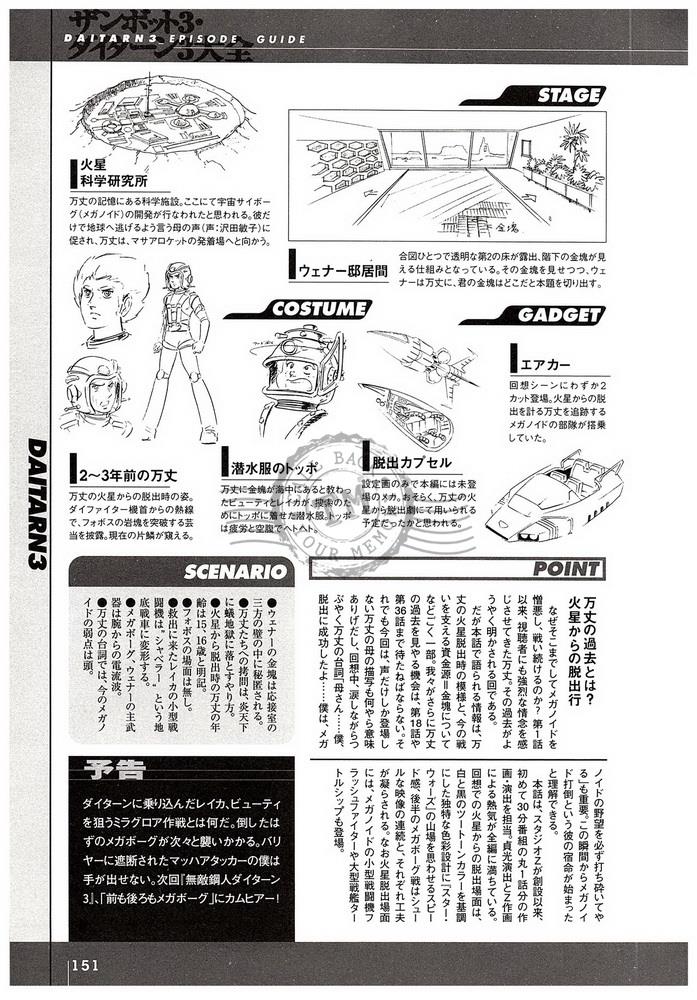 ザンボット3・
ダイターン3大全
DAITARN3 EPISODE GUIDE
STAGE
火星
科学研究所
万丈の記憶にある科学施設。ここにて宇宙サイボー
グ(メガノイド)の開発が行なわれたと思われる。彼だ
けで地球へ逃げるよう言う母の声(声:沢田敏子)に
促され、万丈は、マサアロケットの発着場へと向かう。
金塊
ウェナー邸居間
合図ひとつで透明な第2の床が露出、階下の金塊が見
える仕組みとなっている。その金塊を見せつつ、ウェ
ナーは万丈に、君の金塊はどこだと本題を切り出す。
COSTUME
GADGET
エアカー
回想シーンにわずか2
カット登場。火星からの脱
出を計る万丈を追跡する
メガノイドの部隊が搭乗
していた。
2〜3年前の万丈
万丈の火星からの脱出時の姿。
ダイファイター機首からの熱線
で、フォボスの岩塊を突破する芸
当を披露。現在の片鱗が窺える。
潜水服のトッポ
万丈に金塊が海中にあると教わっ
たビューティとレイカが、捜索のた
めにトッポに着せた潜水服。トッポ
は疲労と空腹でヘトヘト。
脱出カプセル
設定画のみで本編には未登
場のメカ。おそらく、万丈の火
星から脱出劇にて用いられる
予定だったかと思われる。
DAITARN3
SCENARIO
●ウェナーの金塊は応接室の
三方の壁の中に秘匿される。
●万丈たちへの拷問は、炎天下
に蟻地獄に落とすやり方。
●火星から脱出時の万丈の年
齢は15、16歳と明記。
●フォボスの場面は無し。
●救出に来たレイカの小型戦
闘機は“シャベラー”という地
底戦車に変形する。
●メガボーグ、ウェナーの主武
器は腕からの電流波。
●万丈の台詞では、今のメガノ
イドの弱点は頭。
POINT
万丈の過去とは?
火星からの脱出行
なぜそこまでしてメガノイドを
憎悪し、戦い続けるのか? 第1話
以来、視聴者にも強烈な情念を感
じさせてきた万丈。その過去がよ
うやく明かされる回である。
だが本話で語られる情報は、万
丈の火星脱出時の模様と、今の戦
いを支える資金源=金塊について
などごく一部。我々がさらに万丈
の過去を見やる機会は、第18話や
第36話まで待たねばならない。そ
れでも今回は、声だけしか登場し
ない万丈の母の描写も何やら意味
ありげだし、回想中、涙しながらつ
ぶやく万丈の台詞「母さん……僕、
脱出に成功したよ……僕は、メガ
ノイドの野望を必ず打ち砕いてや
る」も重要。この瞬間からメガノイ
ド打倒という彼の宿命が始まった
と理解できる。
本話は、スタジオZが創設以来、
初めて30分番組の丸1話分の作
画・演出を担当。貞光演出とZ作画
による熱気が全編に満ちている。
回想での火星からの脱出場面は、
白と黒のツートーンカラーを基調
にした独特な色彩設計に『スター・
ウォーズ』の山場を思わせるスピー
ド感、後半のメガボーグ戦はシュー
ルな映像の連続と、それぞれ工夫
が凝らされる。なお火星脱出場面
には、メガノイドの小型戦闘機フ
ラッシュファイターや大型戦艦ター
トルシップも登場。
予告
ダイターンに乗り込んだレイカ、ビューティ
を狙うミラグロア作戦とは何だ。倒したは
ずのメガボーグが次々と襲いかかる。バリ
ヤーに遮断されたマッハアタッカーの僕は
手が出せない。次回『無敵鋼人ダイターン
3』、「前も後ろもメガボーグ」にカムヒアー!
151